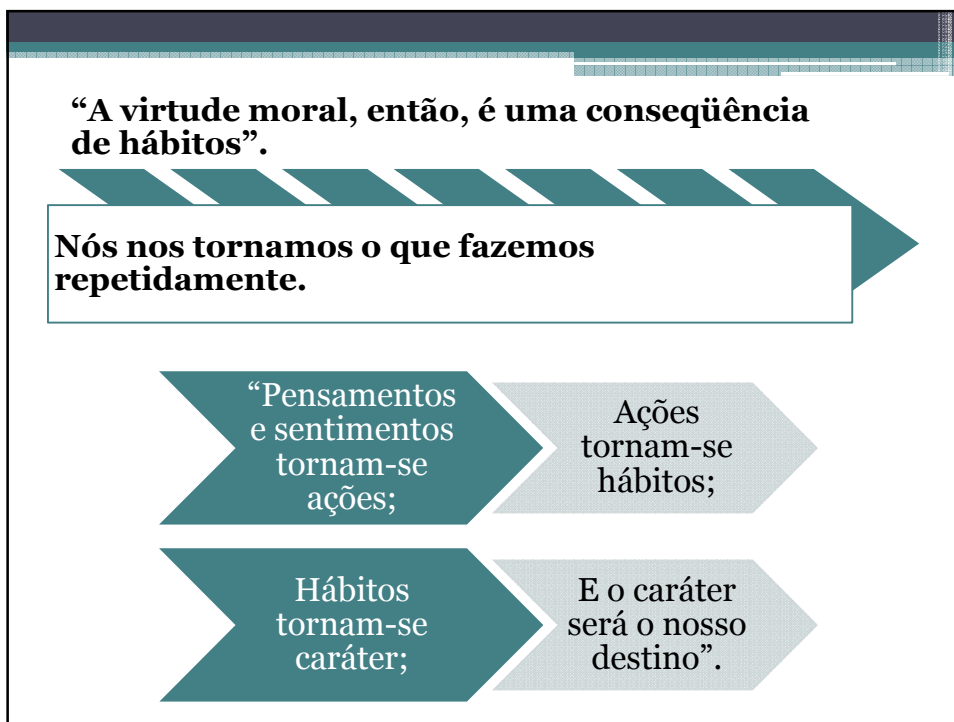 “A virtude moral, então, é uma conseqüência
de hábitos”.
Nós nos tornamos o que fazemos
repetidamente.
“Pensamentos
e sentimentos
tornam-se
ações;
Ações
tornam-se
hábitos;
Hábitos
tornam-se
caráter;
E o caráter
será o nosso
destino”.